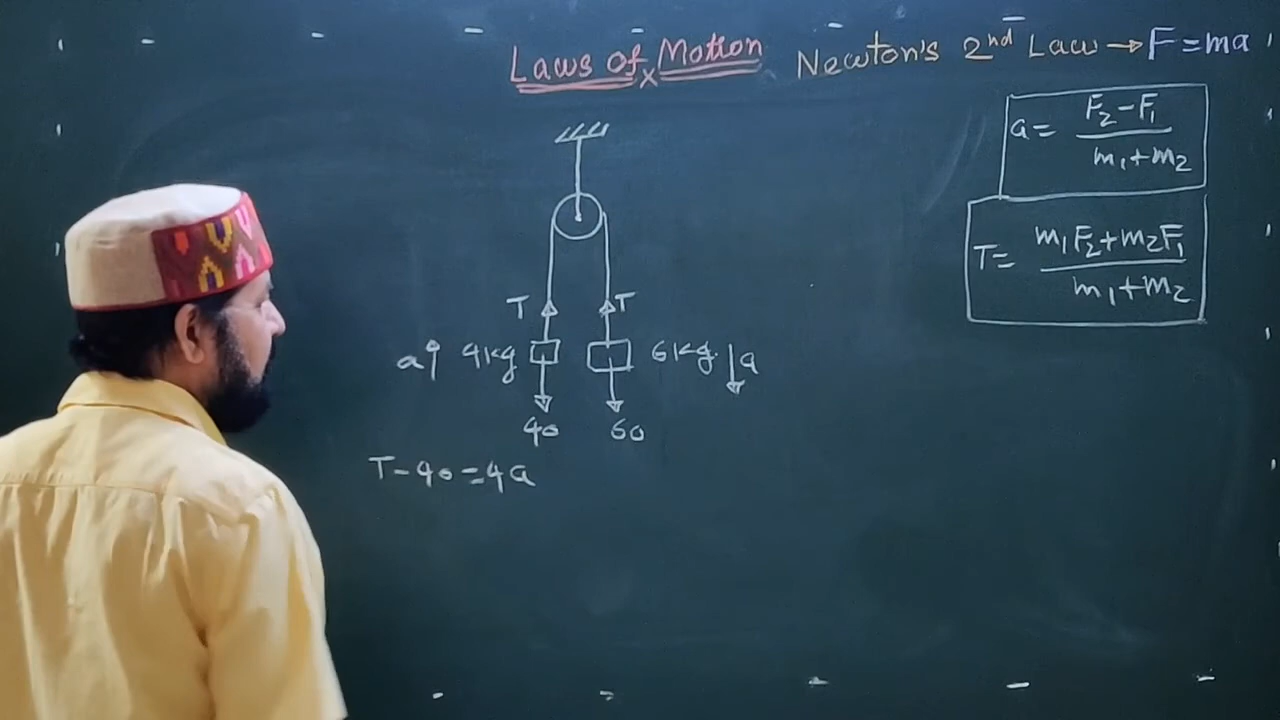 Laws Of Motion Newton's 2nd Law → F = ma
x
a = F₂ - F₁ / m₁ + m₂
T = m₁F₂ + m₂F₁ / m₁ + m₂
T T
a 4kg 6kg. a
40 60
T - 40 = 4a